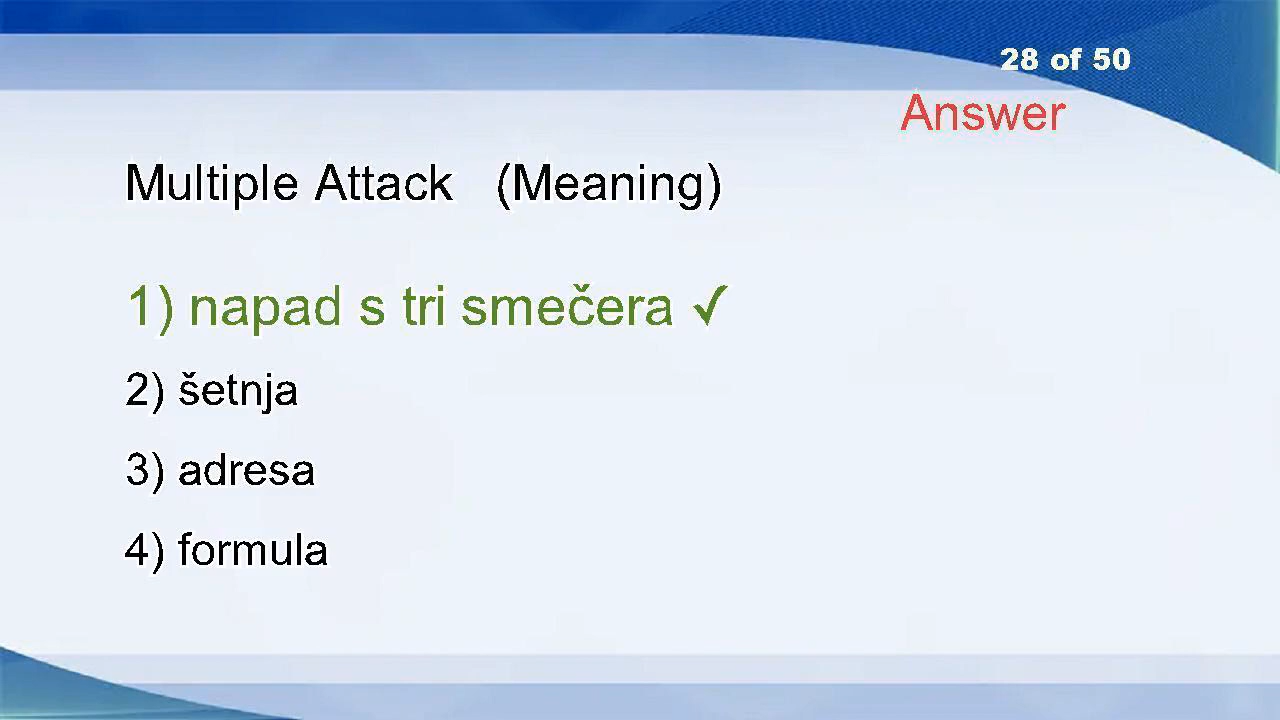 28 of 50
Answer
Multiple Attack (Meaning)
1) napad s tri smečera ✓
2) šetnja
3) adresa
4) formula